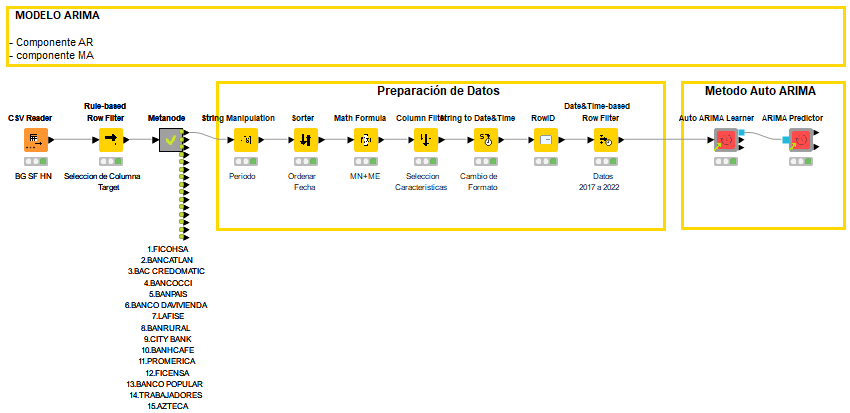 MODELO ARIMA
- Componente AR
- componente MA
Preparación de Datos
Metodo Auto ARIMA
CSV Reader
Rule-based
Row Filter
Metanode
String Manipulation
Sorter
Math Formula
Column Filter
String to Date&Time
RowID
Date&Time-based
Row Filter
Auto ARIMA Learner
ARIMA Predictor
BG SF HN
Seleccion de Columna
Target
Periodo
Ordenar
Fecha
MN+ME
Seleccion
Caracteristicas
Cambio de
Formato
Datos
2017 a 2022
1.FICOHSA
2.BANCATLAN
3.BAC CREDOMATIC
4.BANCOCCI
5.BANPAIS
6.BANCO DAVIVIENDA
7.LAFISE
8.BANRURAL
9.CITY BANK
10.BANHCAFE
11.PROMERICA
12.FICENSA
13.BANCO POPULAR
14.TRABAJADORES
15.AZTECA